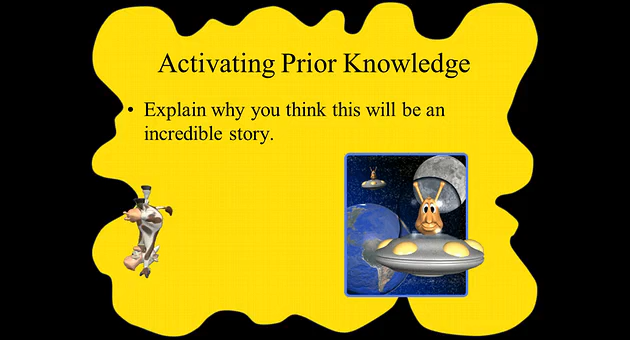 Activating Prior Knowledge
• Explain why you think this will be an
incredible story.